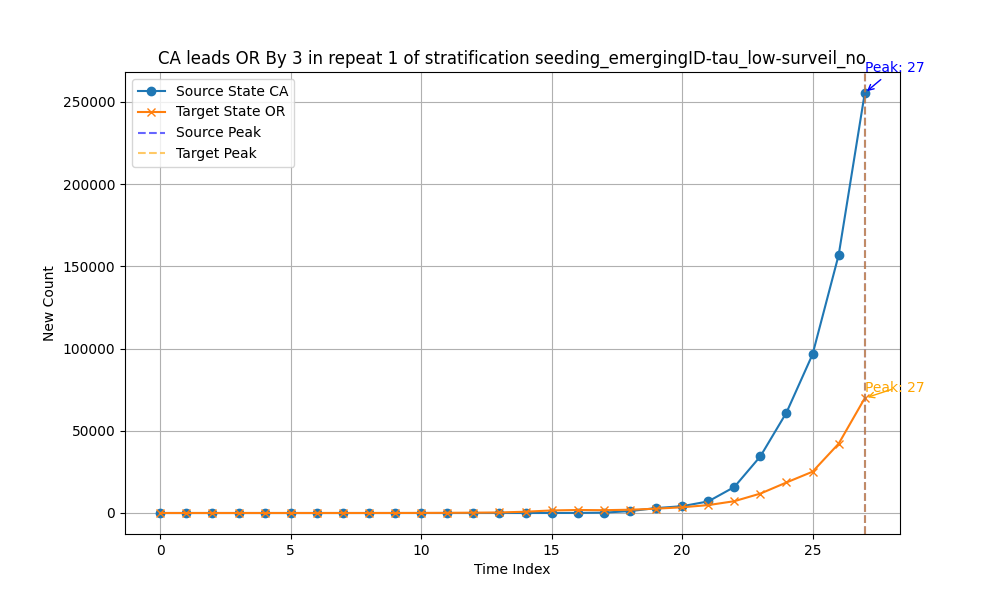 CA leads OR By 3 in repeat 1 of stratification seeding_emergingID-tau_low-surveil_no
Peak: 27
Source State CA
Target State OR
Source Peak
Target Peak
250000
200000
150000
100000
50000
0
New Count
Peak: 27
0 5 10 15 20 25
Time Index